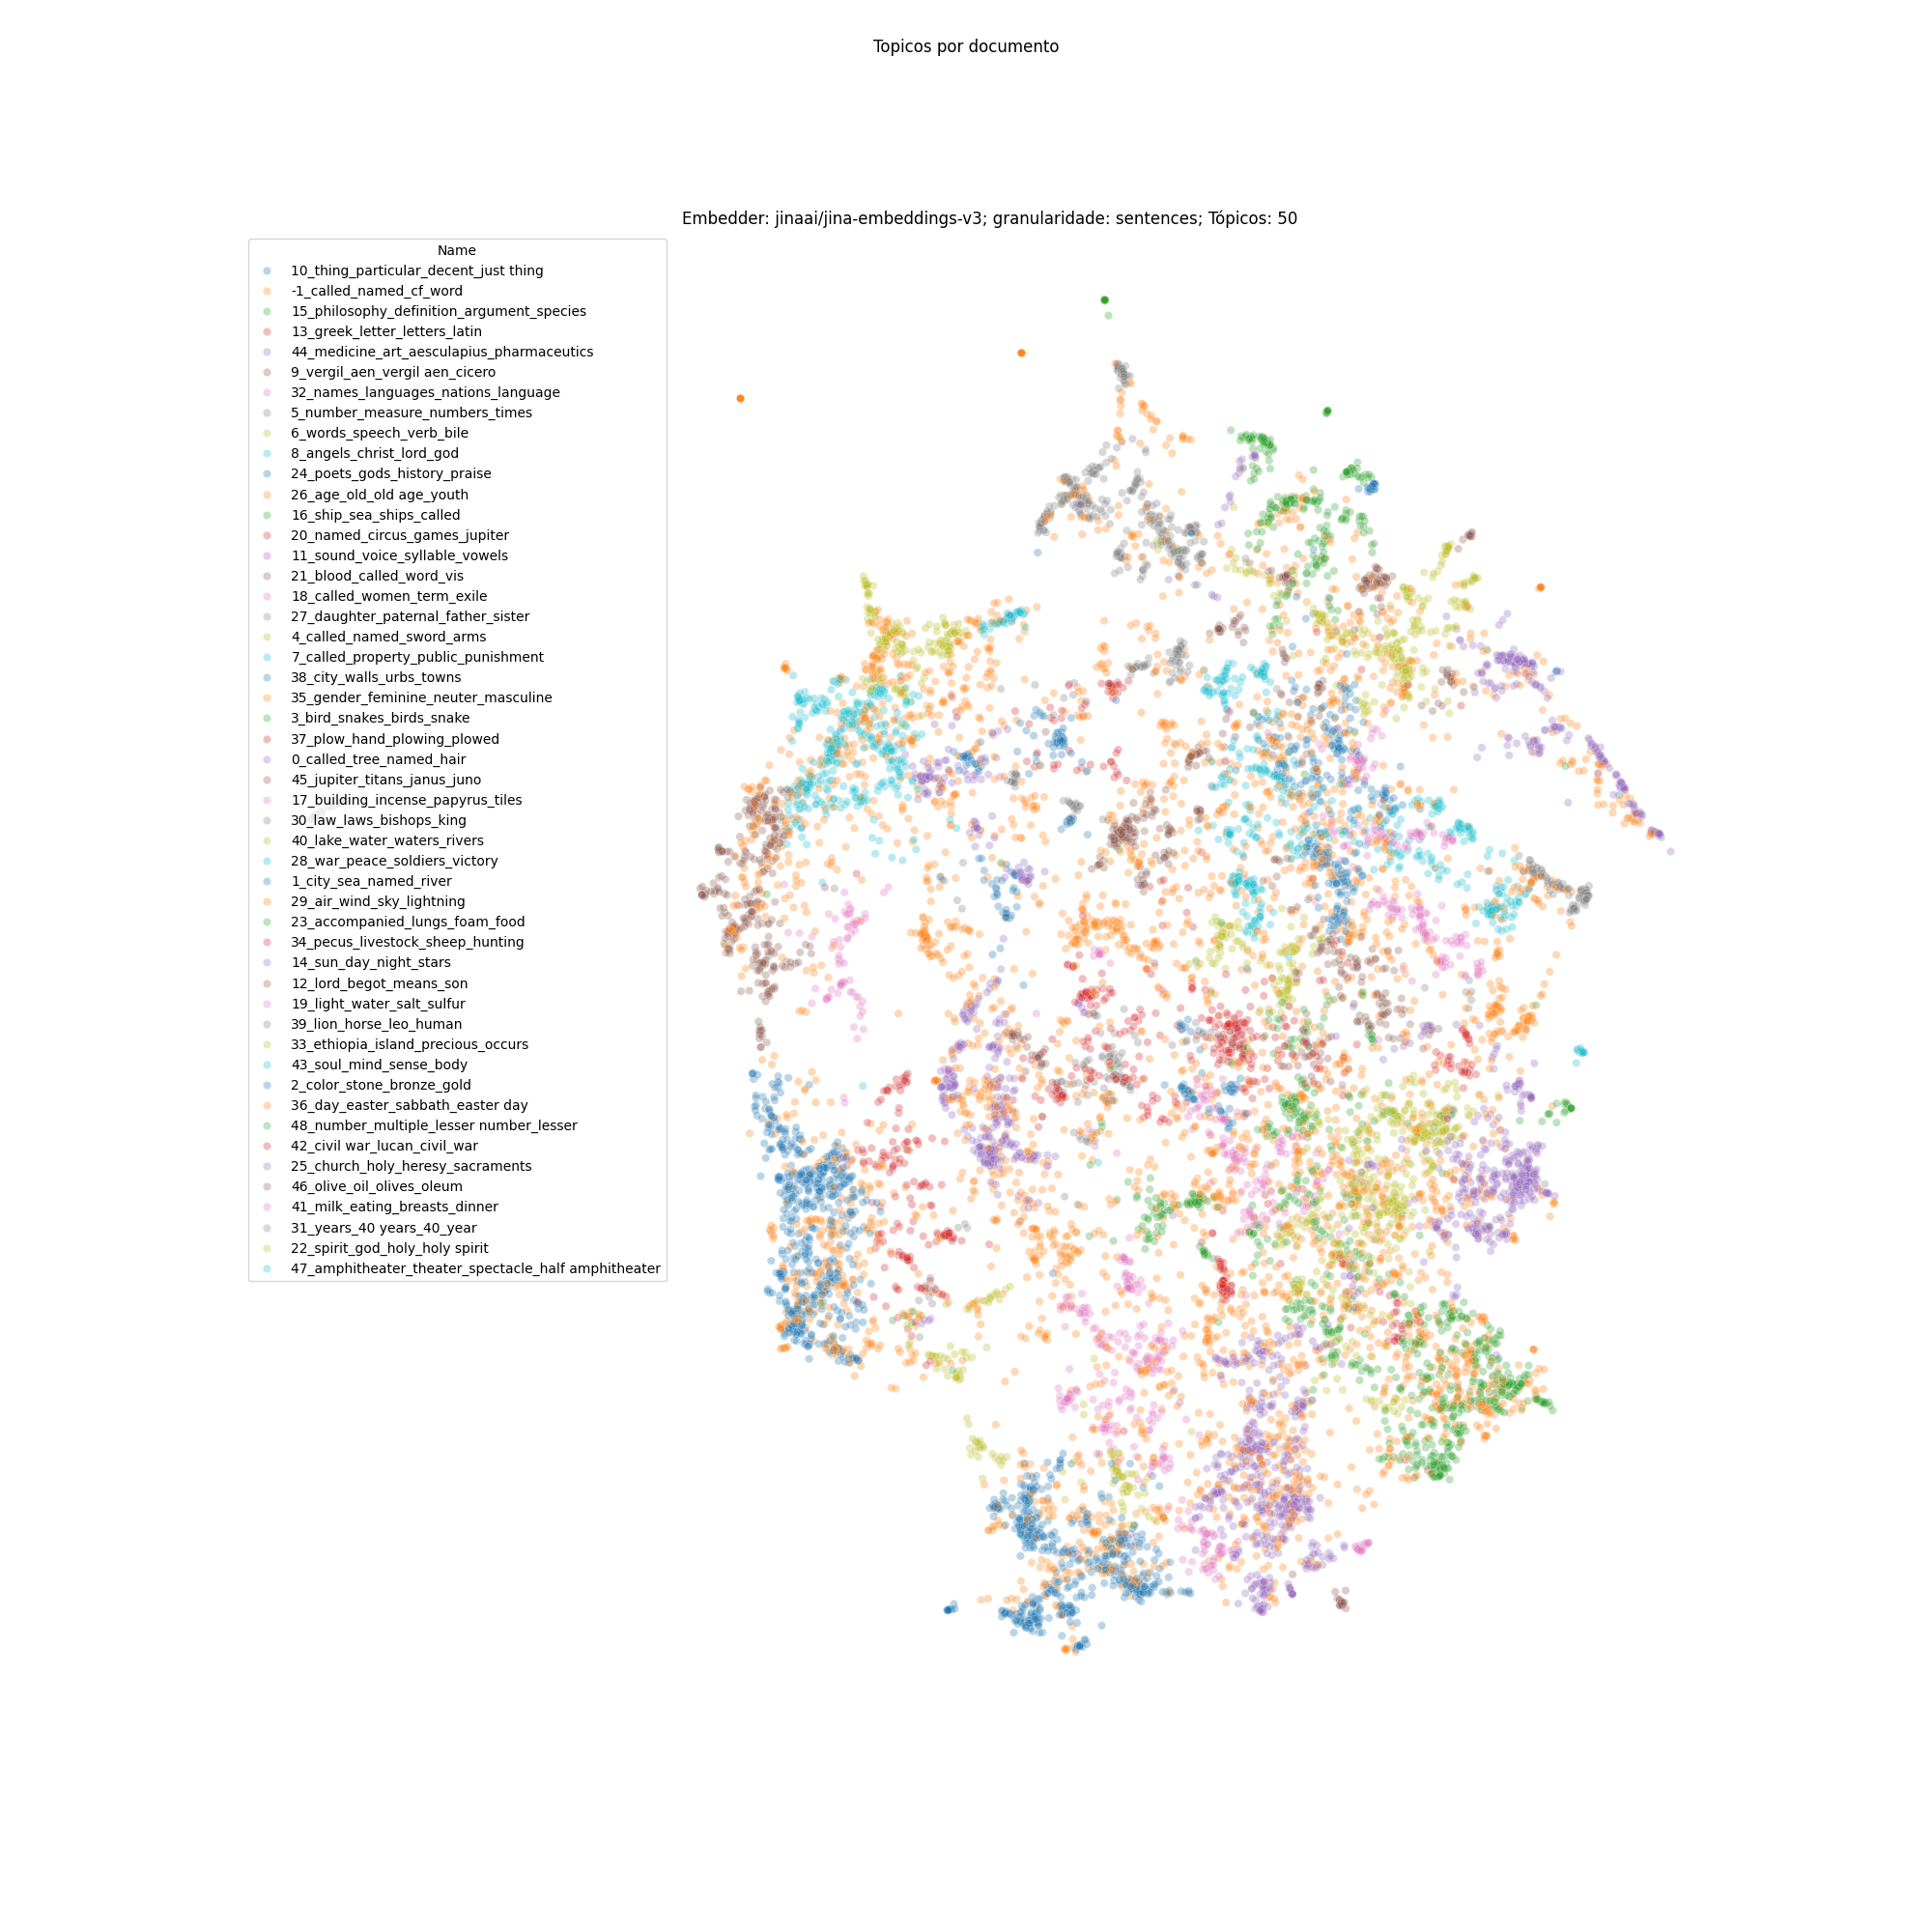 Topicos por documento
Embedder: jinaai/jina-embeddings-v3; granularidade: sentences; Tópicos: 50
Name
10_thing_particular_decent_just thing
-1_called_named_cf_word
15_philosophy_definition_argument_species
13_greek_letter_letters_latin
44_medicine_art_aesculapius_pharmaceutics
9_vergil_aen_vergil aen_cicero
32_names_languages_nations_language
5_number_measure_numbers_times
6_words_speech_verb_bile
8_angels_christ_lord_god
24_poets_gods_history_praise
26_age_old_old age_youth
16_ship_sea_ships_called
20_named_circus_games_jupiter
11_sound_voice_syllable_vowels
21_blood_called_word_vis
18_called_women_term_exile
27_daughter_paternal_father_sister
4_called_named_sword_arms
7_called_property_public_punishment
38_city_walls_urbs_towns
35_gender_feminine_neuter_masculine
3_bird_snakes_birds_snake
37_plow_hand_plowing_plowed
0_called_tree_named_hair
45_jupiter_titans_janus_juno
17_building_incense_papyrus_tiles
30_law_laws_bishops_king
40_lake_water_waters_rivers
28_war_peace_soldiers_victory
1_city_sea_named_river
29_air_wind_sky_lightning
23_accompanied_lungs_foam_food
34_pecus_livestock_sheep_hunting
14_sun_day_night_stars
12_lord_begot_means_son
19_light_water_salt_sulfur
39_lion_horse_leo_human
33_ethiopia_island_precious_occurs
43_soul_mind_sense_body
2_color_stone_bronze_gold
36_day_easter_sabbath_easter day
48_number_multiple_lesser number_lesser
42_civil war_lucan_civil_war
25_church_holy_heresy_sacraments
46_olive_oil_olives_oleum
41_milk_eating_breasts_dinner
31_years_40 years_40_year
22_spirit_god_holy_holy spirit
47_amphitheater_theater_spectacle_half amphitheater